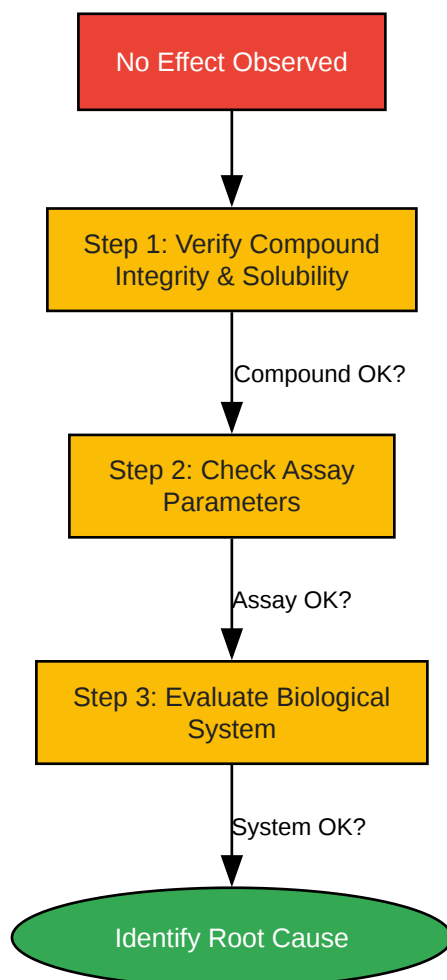 No Effect Observed
Step 1: Verify Compound
Integrity & Solubility
Compound OK?
Step 2: Check Assay
Parameters
Assay OK?
Step 3: Evaluate Biological
System
System OK?
Identify Root Cause